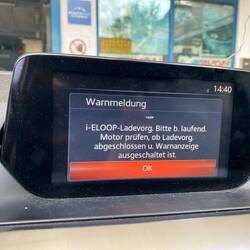 14:40
Warnmeldung
i-ELOOP-Ladevorg. Bitte b. laufend.
Motor prüfen, ob Ladevorg.
abgeschlossen u. Warnanzeige
ausgeschaltet ist.
OK